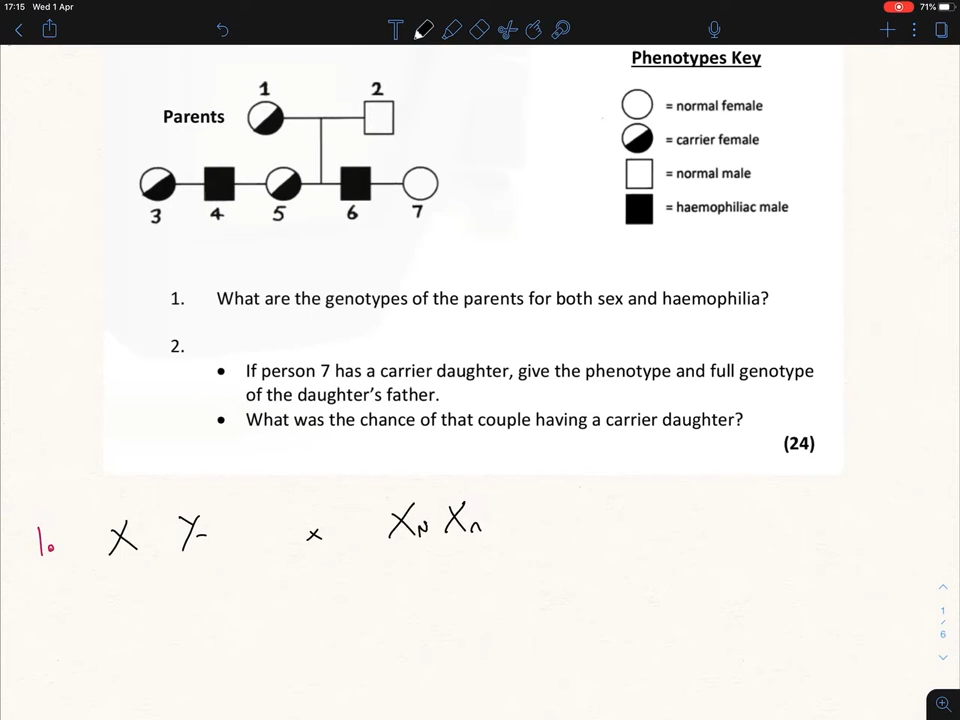 17:15 Wed 1 Apr
71%
T
Phenotypes Key
1
2
Parents
= normal female
= carrier female
= normal male
= haemophiliac male
3 4 5 6 7
1. What are the genotypes of the parents for both sex and haemophilia?
2.
• If person 7 has a carrier daughter, give the phenotype and full genotype
of the daughter's father.
• What was the chance of that couple having a carrier daughter?
(24)
1. X Y- x XN Xn
1
/
6